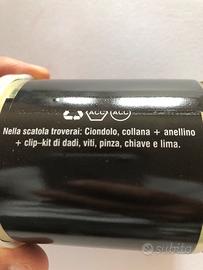 ACC ACC
Nella scatola troverai: Ciondolo, collana + anellino
+ clip-kit di dadi, viti, pinza, chiave e lima.
subito